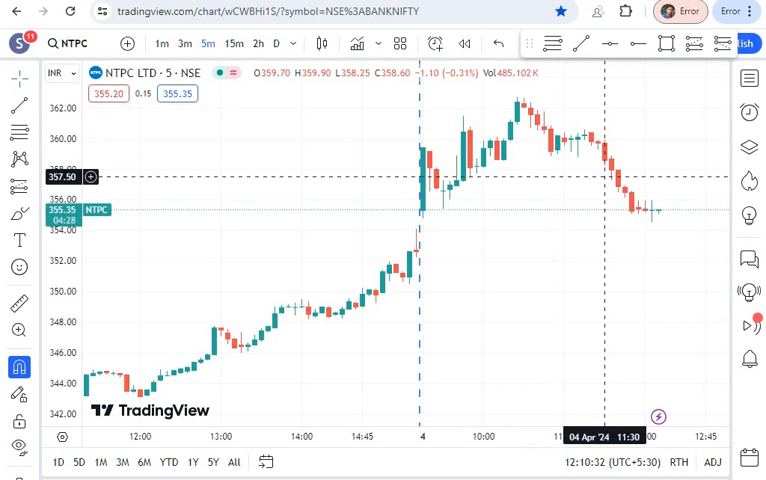 tradingview.com/chart/wCWBHi1S/?symbol=NSE%3ABANKNIFTY
Error
Error
S
11
NTPC
1m 3m 5m 15m 2h D
INR
NTPC LTD · 5 · NSE
O359.70 H359.90 L358.25 C358.60 -1.10 (-0.31%) Vol485.102K
355.20 0.15 355.35
362.00
360.00
357.50
356.00
355.35 NTPC
04:28
354.00
350.00
348.00
346.00
344.00
342.00
TradingView
12:00 13:00 14:00 14:45 4 10:00 04 Apr '24 11:30 12:45
1D 5D 1M 3M 6M YTD 1Y 5Y All
12:10:32 (UTC+5:30) RTH ADJ